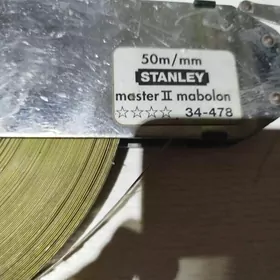 50m/mm
STANLEY
master II mabolon
☆☆☆☆ 34-478